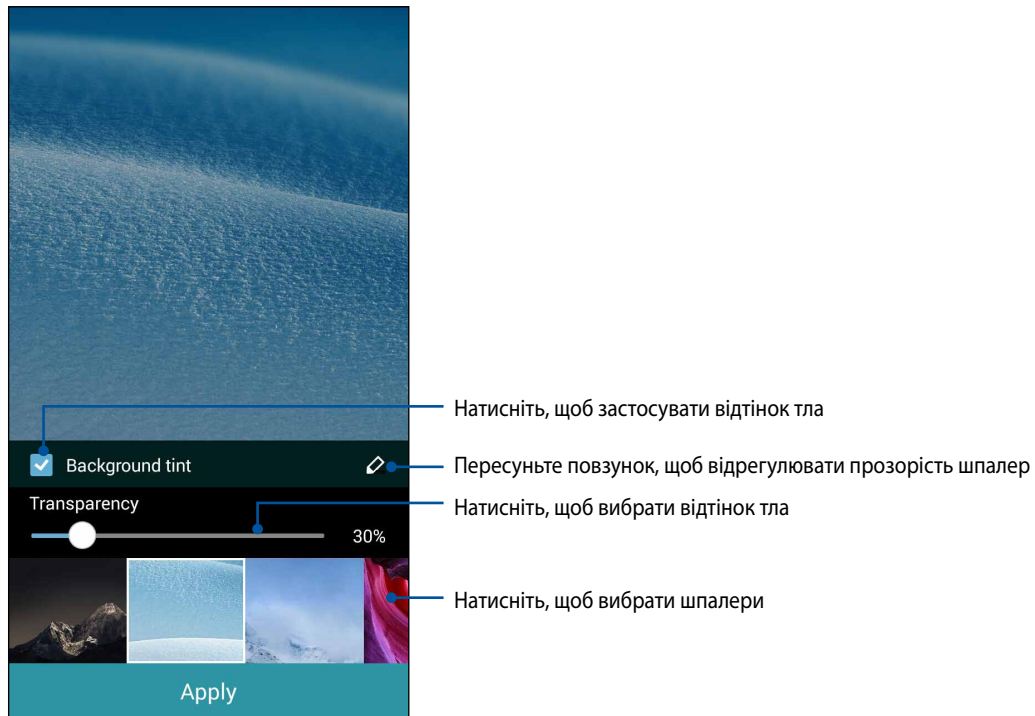 Натисніть, щоб застосувати відтінок тла
Background tint
Пересуньте повзунок, щоб відрегулювати прозорість шпалер
Transparency
Натисніть, щоб вибрати відтінок тла
30%
Натисніть, щоб вибрати шпалери
Apply